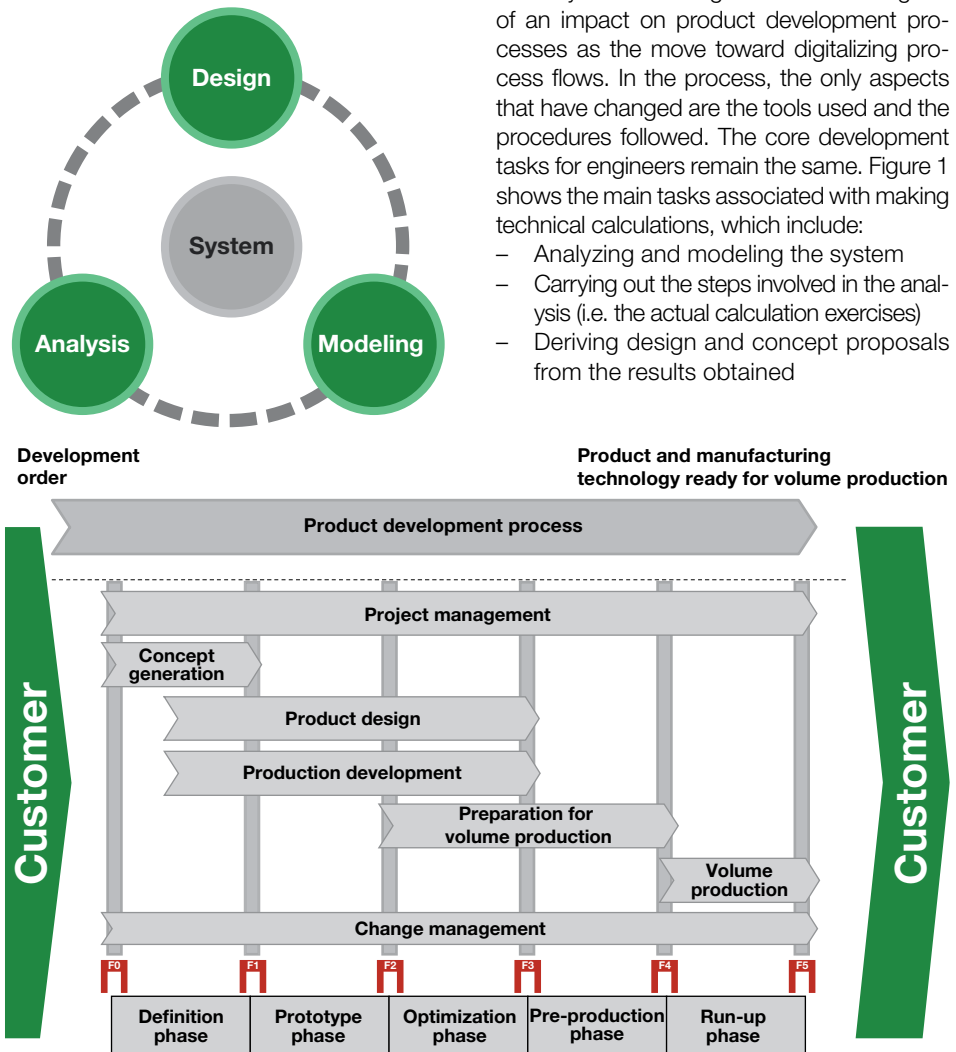 of an impact on product development pro-
cesses as the move toward digitalizing pro-
cess flows. In the process, the only aspects
that have changed are the tools used and the
procedures followed. The core development
tasks for engineers remain the same. Figure 1
shows the main tasks associated with making
technical calculations, which include:
– Analyzing and modeling the system
– Carrying out the steps involved in the anal-
ysis (i.e. the actual calculation exercises)
– Deriving design and concept proposals
from the results obtained
Design
System
Analysis
Modeling
Development
order
Product and manufacturing
technology ready for volume production
Customer
Product development process
Project management
Concept
generation
Product design
Production development
Preparation for
volume production
Volume
production
Change management
F0
F1
F2
F3
F4
F5
Definition
phase
Prototype
phase
Optimization
phase
Pre-production
phase
Run-up
phase
Customer